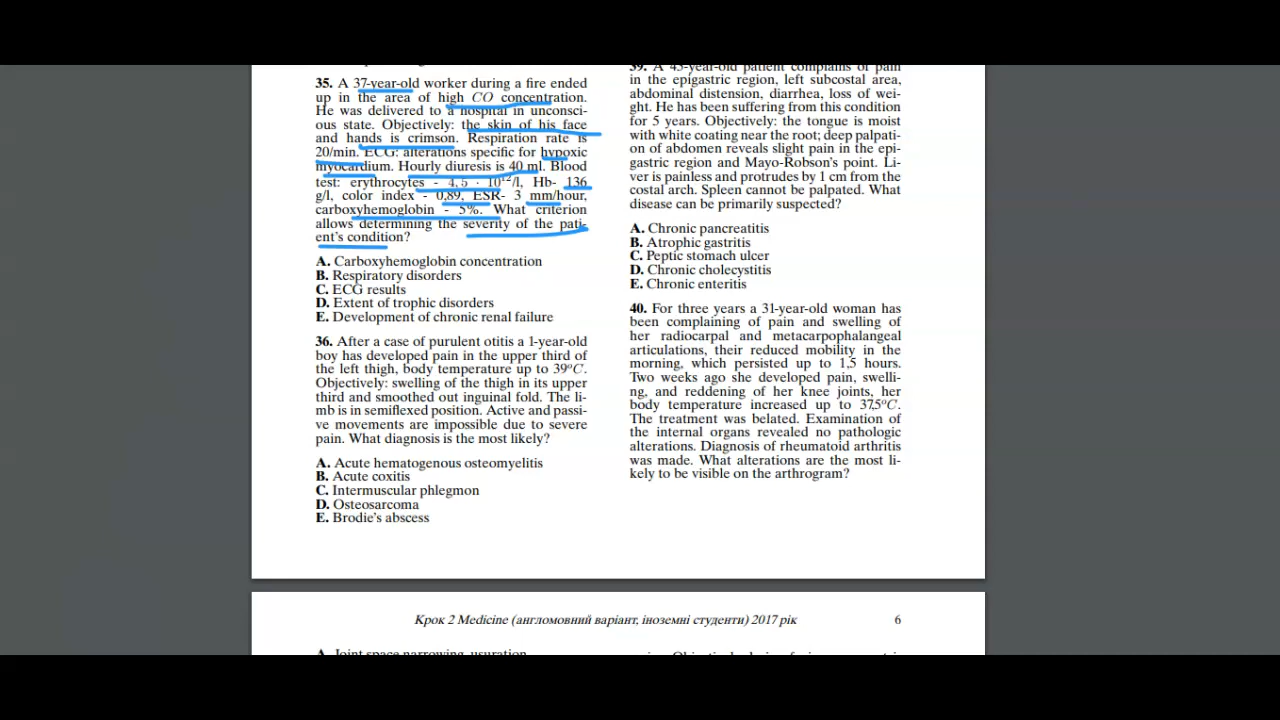 35. A 37-year-old worker during a fire ended
up in the area of high CO concentration.
He was delivered to a hospital in unconsci-
ous state. Objectively: the skin of his face
and hands is crimson. Respiration rate is
20/min. ECG: alterations specific for hypoxic
myocardium. Hourly diuresis is 40 ml. Blood
test: erythrocytes - 4,5 · 10¹²/l, Hb- 136
g/l, color index - 0,89, ESR- 3 mm/hour,
carboxyhemoglobin - 5%. What criterion
allows determining the severity of the pati-
ent's condition?
A. Carboxyhemoglobin concentration
B. Respiratory disorders
C. ECG results
D. Extent of trophic disorders
E. Development of chronic renal failure
36. After a case of purulent otitis a 1-year-old
boy has developed pain in the upper third of
the left thigh, body temperature up to 39°C.
Objectively: swelling of the thigh in its upper
third and smoothed out inguinal fold. The li-
mb is in semiflexed position. Active and passi-
ve movements are impossible due to severe
pain. What diagnosis is the most likely?
A. Acute hematogenous osteomyelitis
B. Acute coxitis
C. Intermuscular phlegmon
D. Osteosarcoma
E. Brodie's abscess
39. A 45-year-old patient complains of pain
in the epigastric region, left subcostal area,
abdominal distension, diarrhea, loss of wei-
ght. He has been suffering from this condition
for 5 years. Objectively: the tongue is moist
with white coating near the root; deep palpati-
on of abdomen reveals slight pain in the epi-
gastric region and Mayo-Robson's point. Li-
ver is painless and protrudes by 1 cm from the
costal arch. Spleen cannot be palpated. What
disease can be primarily suspected?
A. Chronic pancreatitis
B. Atrophic gastritis
C. Peptic stomach ulcer
D. Chronic cholecystitis
E. Chronic enteritis
40. For three years a 31-year-old woman has
been complaining of pain and swelling of
her radiocarpal and metacarpophalangeal
articulations, their reduced mobility in the
morning, which persisted up to 1,5 hours.
Two weeks ago she developed pain, swelli-
ng, and reddening of her knee joints, her
body temperature increased up to 37,5°C.
The treatment was belated. Examination of
the internal organs revealed no pathologic
alterations. Diagnosis of rheumatoid arthritis
was made. What alterations are the most li-
kely to be visible on the arthrogram?
Крок 2 Medicine (англомовний варіант, іноземні студенти) 2017 рік 6
A. Joint space narrowing, usuration